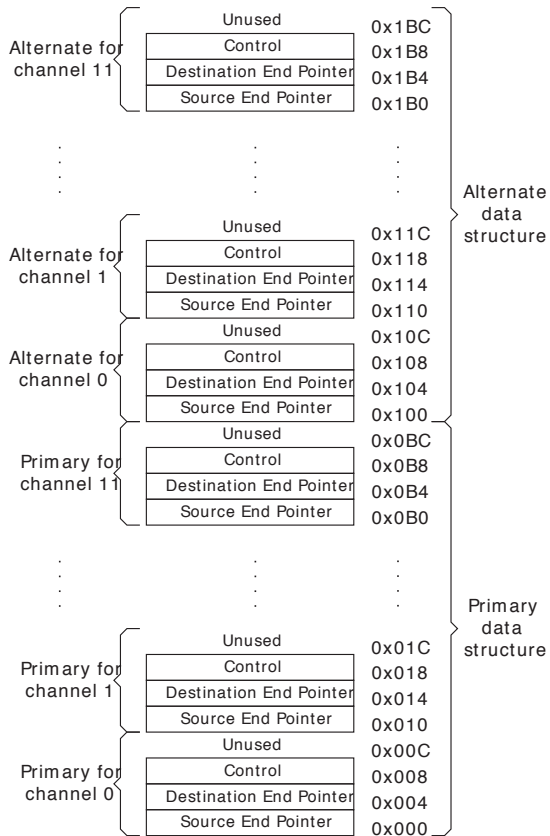 Unused 0x1BC
Alternate for channel 11
Control 0x1B8
Destination End Pointer 0x1B4
Source End Pointer 0x1B0
Alternate data structure
Unused 0x11C
Alternate for channel 1
Control 0x118
Destination End Pointer 0x114
Source End Pointer 0x110
Unused 0x10C
Alternate for channel 0
Control 0x108
Destination End Pointer 0x104
Source End Pointer 0x100
Unused 0x0BC
Primary for channel 11
Control 0x0B8
Destination End Pointer 0x0B4
Source End Pointer 0x0B0
Primary data structure
Unused 0x01C
Primary for channel 1
Control 0x018
Destination End Pointer 0x014
Source End Pointer 0x010
Unused 0x00C
Primary for channel 0
Control 0x008
Destination End Pointer 0x004
Source End Pointer 0x000